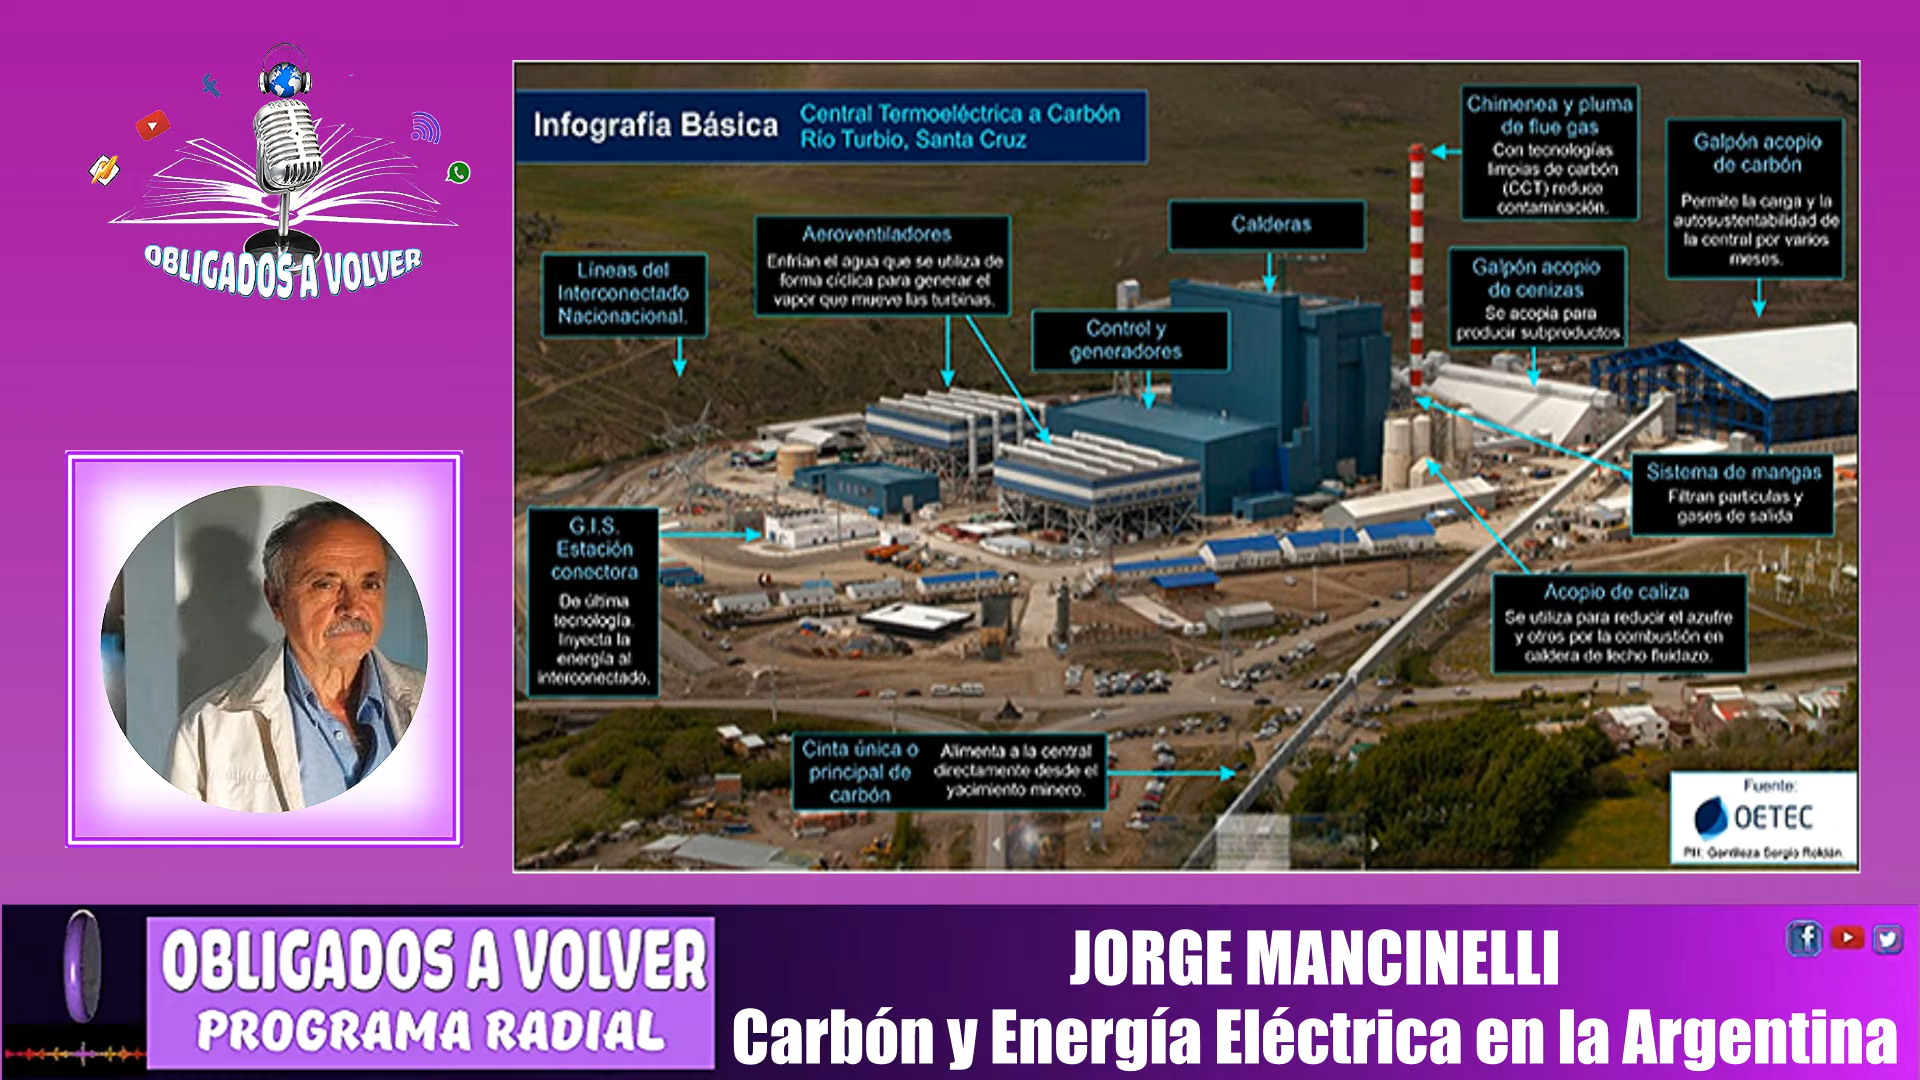 OBLIGADOS A VOLVER
Infografía Básica
Central Termoeléctrica a Carbón
Río Turbio, Santa Cruz
Chimenea y pluma
de flue gas
Con tecnologías
limpias de carbón
(CCT) reduce
contaminación.
Galpón acopio
de carbón
Permite la carga y la
autosustentabilidad de
la central por varios
meses.
Aeroventiladores
Enfrían el agua que se utiliza de
forma cíclica para generar el
vapor que mueve las turbinas.
Calderas
Líneas del
Interconectado
Nacionacional.
Control y
generadores
Galpón acopio
de cenizas
Se acopia para
producir subproductos
Sistema de mangas
Filtran partículas y
gases de salida
G.I.S.
Estación
conectora
De última
tecnología.
Inyecta la
energía al
interconectado.
Acopio de caliza
Se utiliza para reducir el azufre
y otros por la combustión en
caldera de lecho fluidazo.
Cinta única o
principal de
carbón
Alimenta a la central
directamente desde el
yacimiento minero.
Fuente:
OETEC
PH: Gentileza Sergio Roldán.
OBLIGADOS A VOLVER
PROGRAMA RADIAL
JORGE MANCINELLI
Carbón y Energía Eléctrica en la Argentina